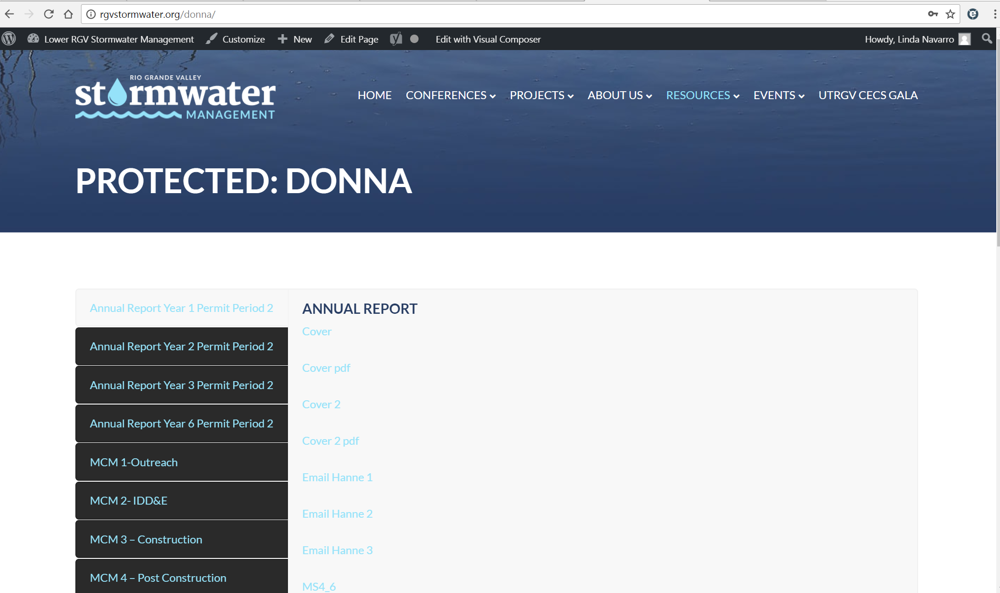 rgvstormwater.org/donna/
Lower RGV Stormwater Management Customize New Edit Page Edit with Visual Composer Howdy, Linda Navarro
RIO GRANDE VALLEY
stormwater
MANAGEMENT
HOME CONFERENCES PROJECTS ABOUT US RESOURCES EVENTS UTRGV CECS GALA
PROTECTED: DONNA
Annual Report Year 1 Permit Period 2
Annual Report Year 2 Permit Period 2
Annual Report Year 3 Permit Period 2
Annual Report Year 6 Permit Period 2
MCM 1-Outreach
MCM 2- IDD&E
MCM 3 – Construction
MCM 4 – Post Construction
ANNUAL REPORT
Cover
Cover pdf
Cover 2
Cover 2 pdf
Email Hanne 1
Email Hanne 2
Email Hanne 3
MS4_6